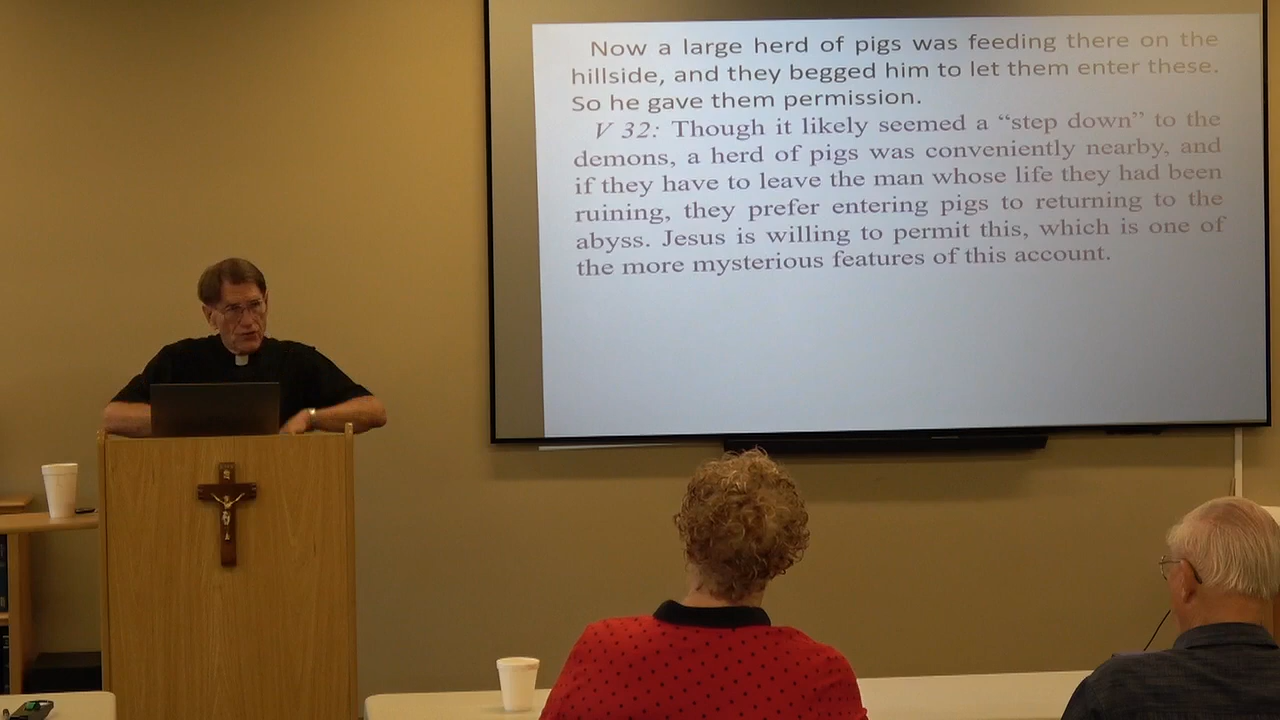 Now a large herd of pigs was feeding there on the
hillside, and they begged him to let them enter these.
So he gave them permission.
V 32: Though it likely seemed a “step down” to the
demons, a herd of pigs was conveniently nearby, and
if they have to leave the man whose life they had been
ruining, they prefer entering pigs to returning to the
abyss. Jesus is willing to permit this, which is one of
the more mysterious features of this account.